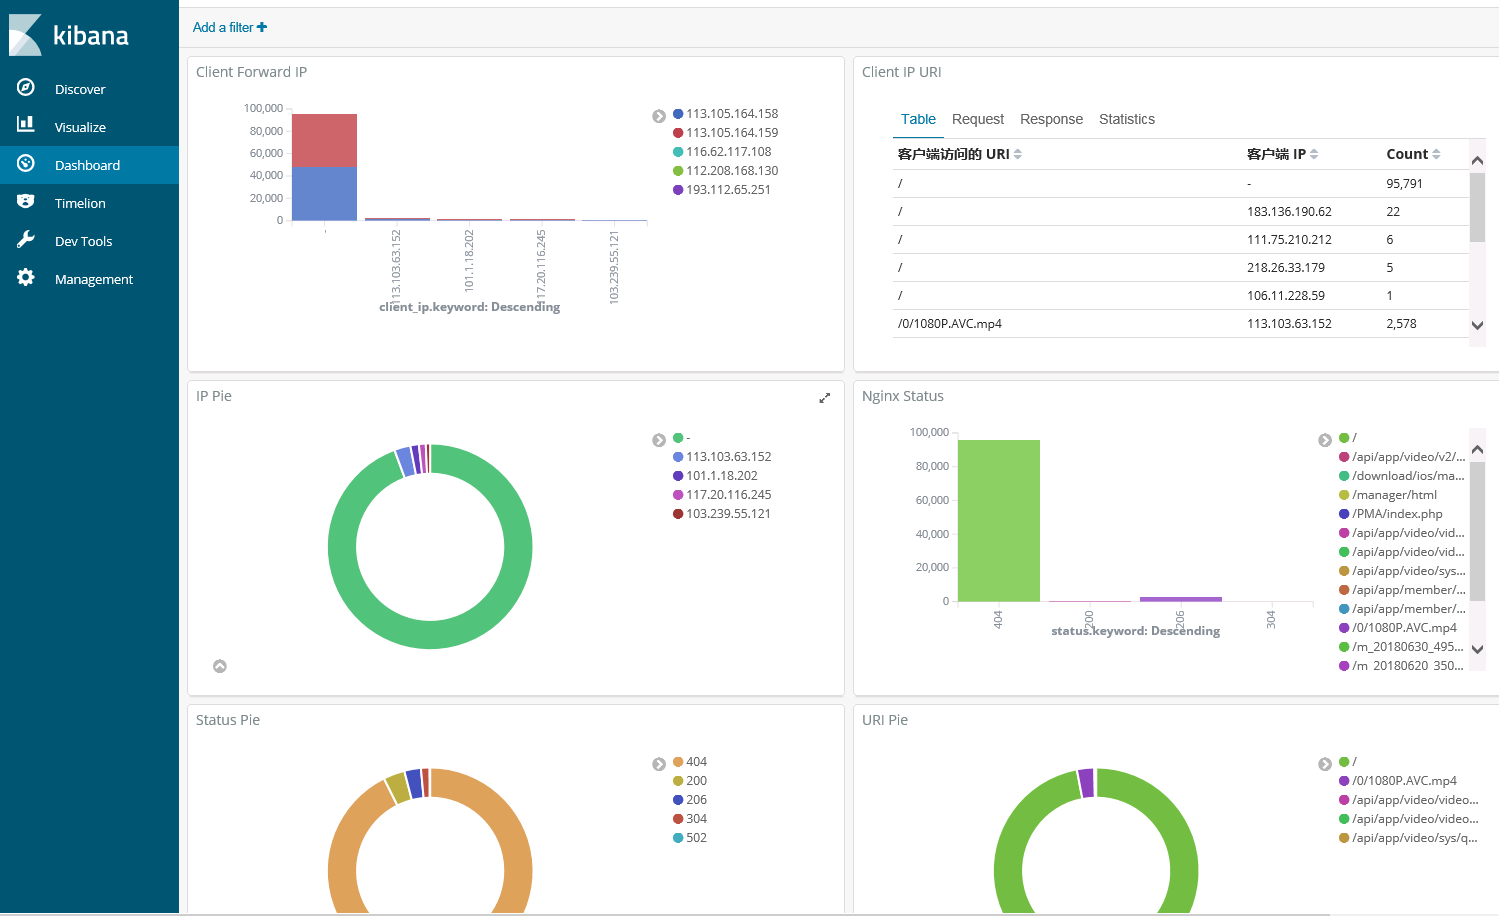 kibana
Discover
Visualize
Dashboard
Timelion
Dev Tools
Management
Add a filter
Client Forward IP
100,000
80,000
60,000
40,000
20,000
0
-
113.103.63.152
101.1.18.202
117.20.116.245
103.239.55.121
client_ip.keyword: Descending
113.105.164.158
113.105.164.159
116.62.117.108
112.208.168.130
193.112.65.251
Client IP URI
Table Request Response Statistics
客户端访问的 URI 客户端 IP Count
/ - 95,791
/ 183.136.190.62 22
/ 111.75.210.212 6
/ 218.26.33.179 5
/ 106.11.228.59 1
/0/1080P.AVC.mp4 113.103.63.152 2,578
IP Pie
-
113.103.63.152
101.1.18.202
117.20.116.245
103.239.55.121
Nginx Status
100,000
80,000
60,000
40,000
20,000
0
404
200
206
304
status.keyword: Descending
/
/api/app/video/v2/...
/download/ios/ma...
/manager/html
/PMA/index.php
/api/app/video/vid...
/api/app/video/vid...
/api/app/video/sys...
/api/app/member/...
/api/app/member/...
/0/1080P.AVC.mp4
/m_20180630_495...
/m_20180620_350...
Status Pie
404
200
206
304
502
URI Pie
/
/0/1080P.AVC.mp4
/api/app/video/video...
/api/app/video/video...
/api/app/video/sys/q...